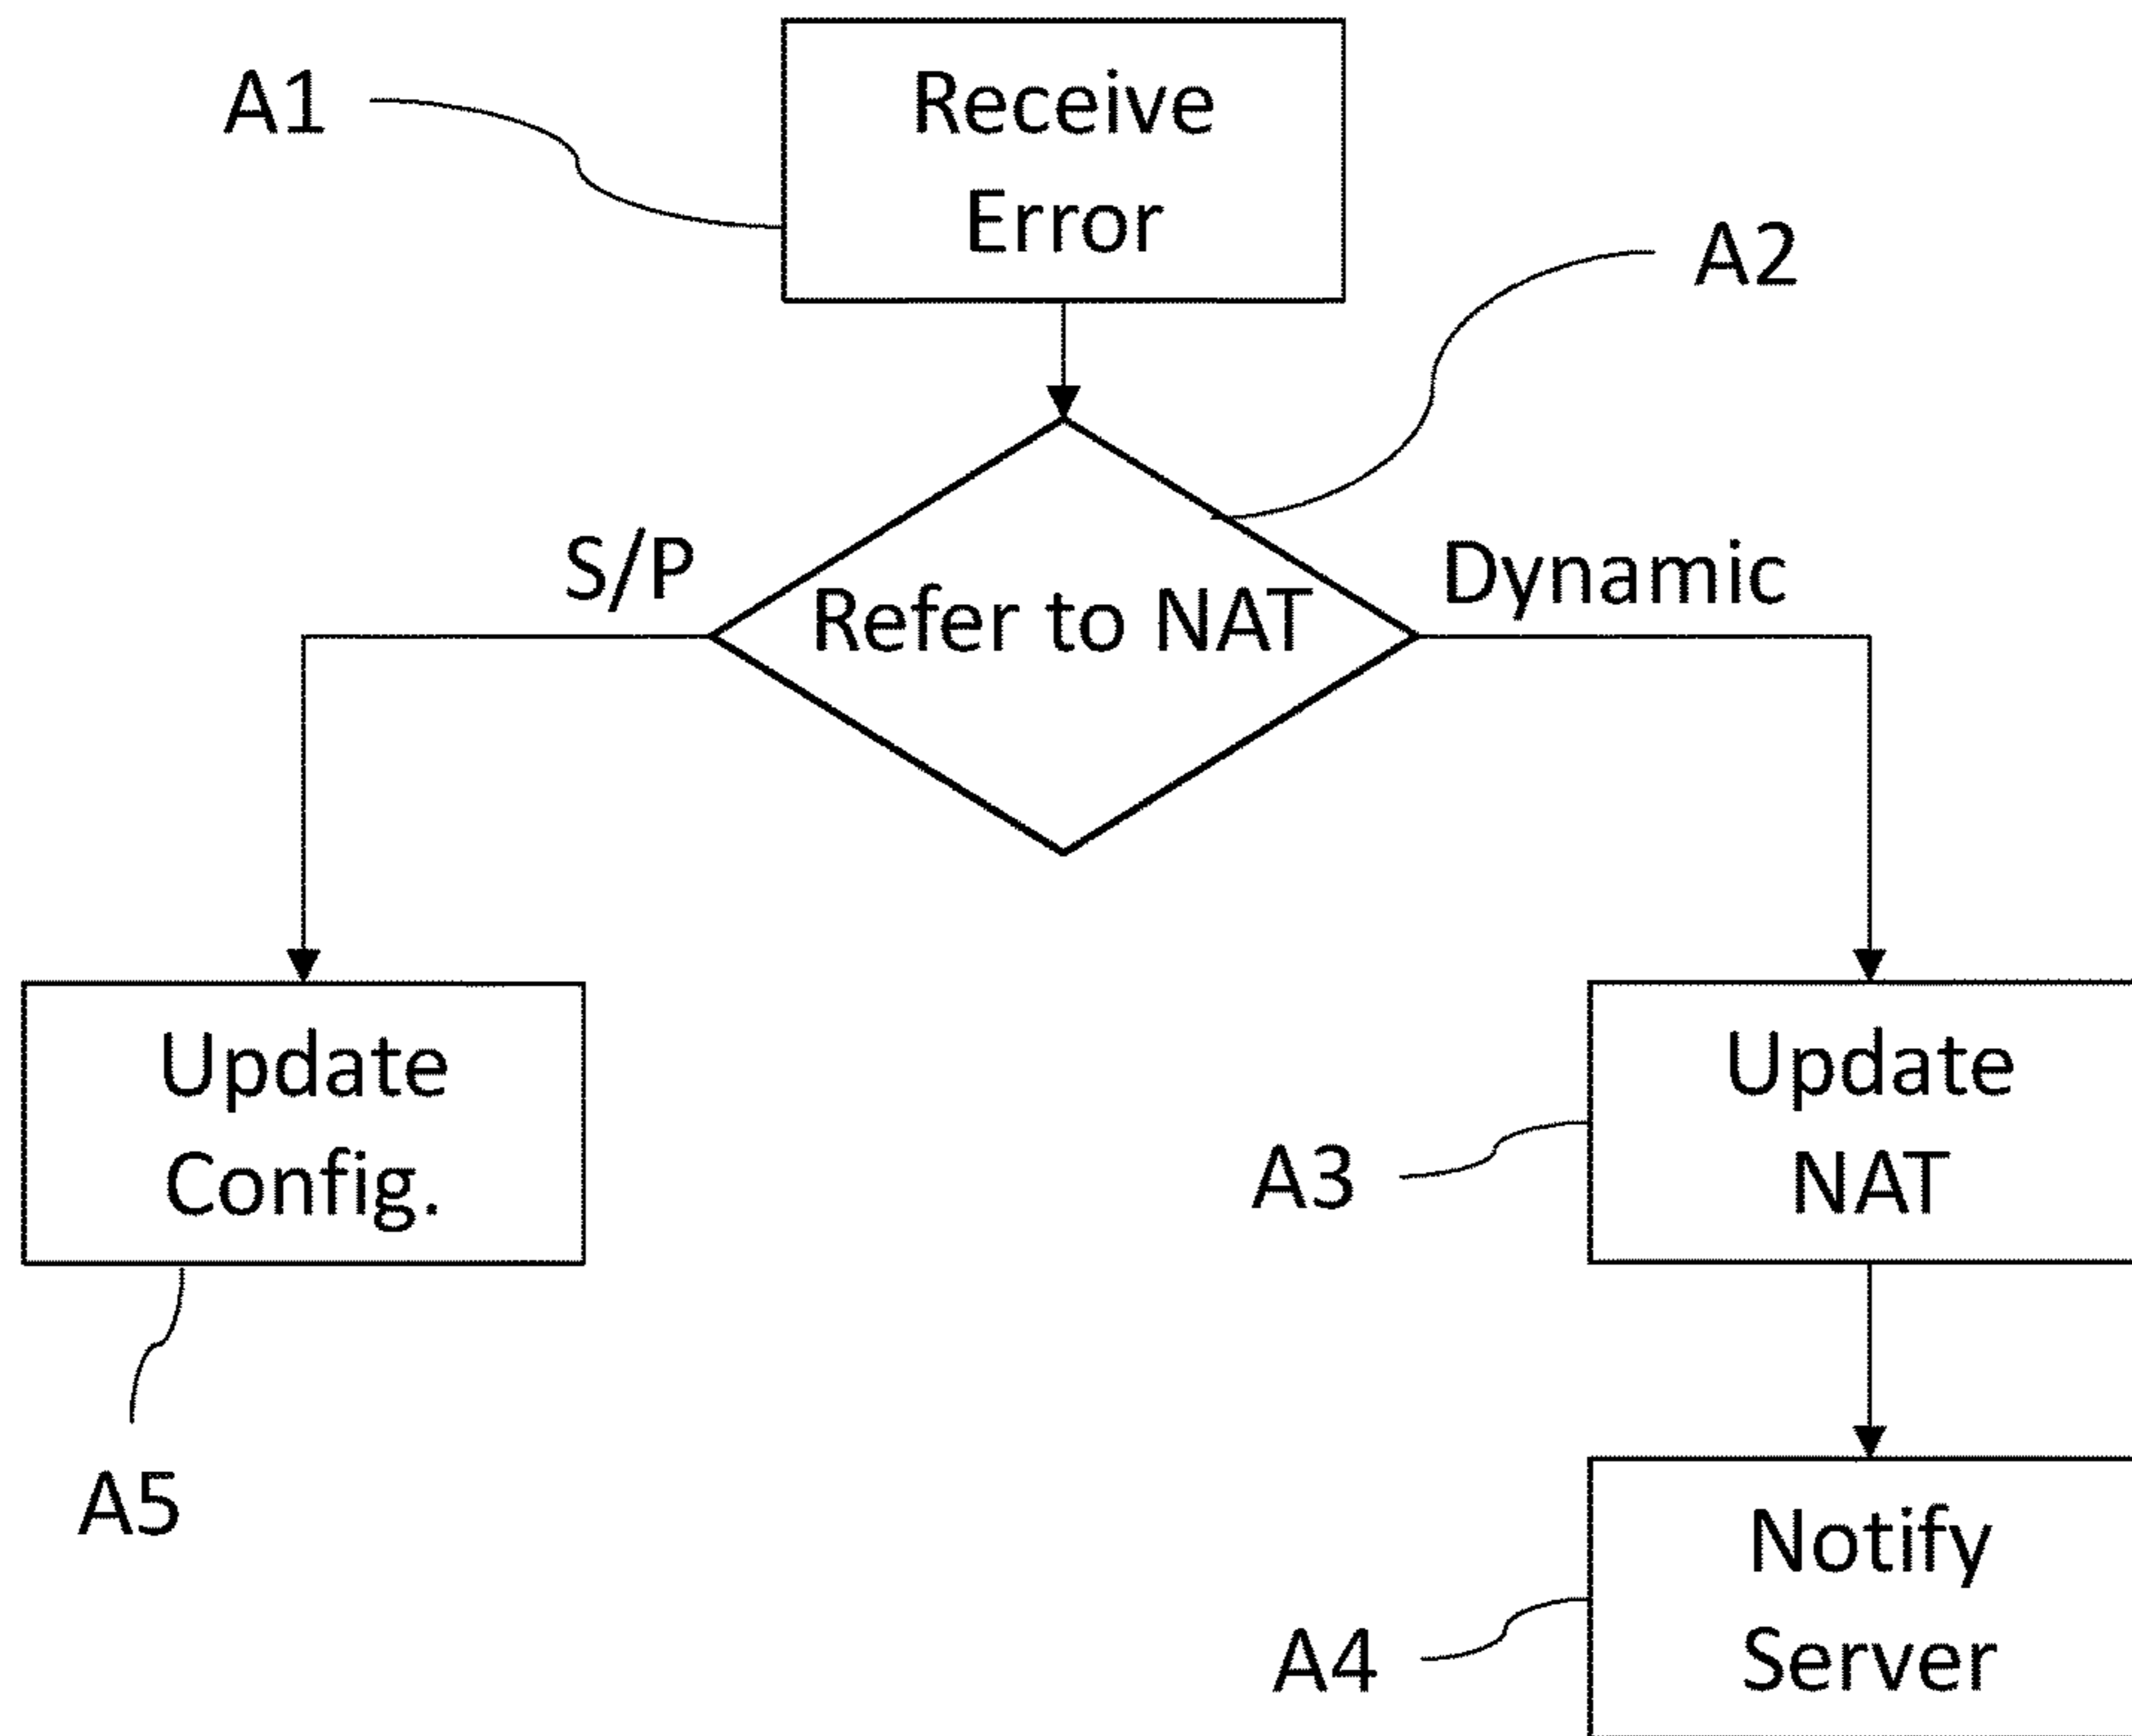 A1
Receive
Error
A2
S/P
Refer to NAT
Dynamic
Update
Config.
A3
Update
NAT
A5
A4
Notify
Server